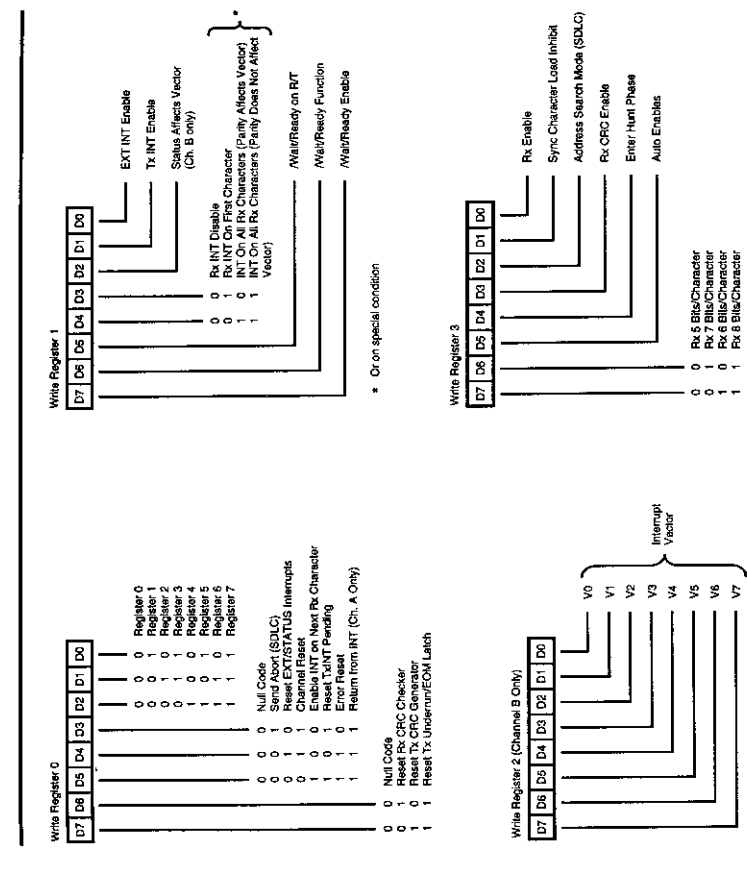 Write Register 0
D7 D6 D5 D4 D3 D2 D1 D0
0 0 0 Register 0
0 0 1 Register 1
0 1 0 Register 2
0 1 1 Register 3
1 0 0 Register 4
1 0 1 Register 5
1 1 0 Register 6
1 1 1 Register 7
0 0 0 Null Code
0 0 1 Send Abort (SDLC)
0 1 0 Reset EXT/STATUS Interrupts
0 1 1 Channel Reset
1 0 0 Enable INT on Next Rx Character
1 0 1 Reset TxINT Pending
1 1 0 Error Reset
1 1 1 Return from INT (Ch. A Only)
0 0 Null Code
0 1 Reset Rx CRC Checker
1 0 Reset Tx CRC Generator
1 1 Reset Tx Underrun/EOM Latch
Write Register 1
D7 D6 D5 D4 D3 D2 D1 D0
EXT INT Enable
Tx INT Enable
Status Affects Vector
(Ch. B only)
0 0 Rx INT Disable
0 1 Rx INT On First Character
1 0 INT On All Rx Characters (Parity Affects Vector)
1 1 INT On All Rx Characters (Parity Does Not Affect
Vector)
*
/Wait/Ready on R/T
/Wait/Ready Function
/Wait/Ready Enable
* Or on special condition
Write Register 2 (Channel B Only)
D7 D6 D5 D4 D3 D2 D1 D0
V0
V1
V2
V3
V4
V5
V6
V7
Interrupt
Vector
Write Register 3
D7 D6 D5 D4 D3 D2 D1 D0
Rx Enable
Sync Character Load Inhibit
Address Search Mode (SDLC)
Rx CRC Enable
Enter Hunt Phase
Auto Enables
0 0 Rx 5 Bits/Character
0 1 Rx 7 Bits/Character
1 0 Rx 6 Bits/Character
1 1 Rx 8 Bits/Character